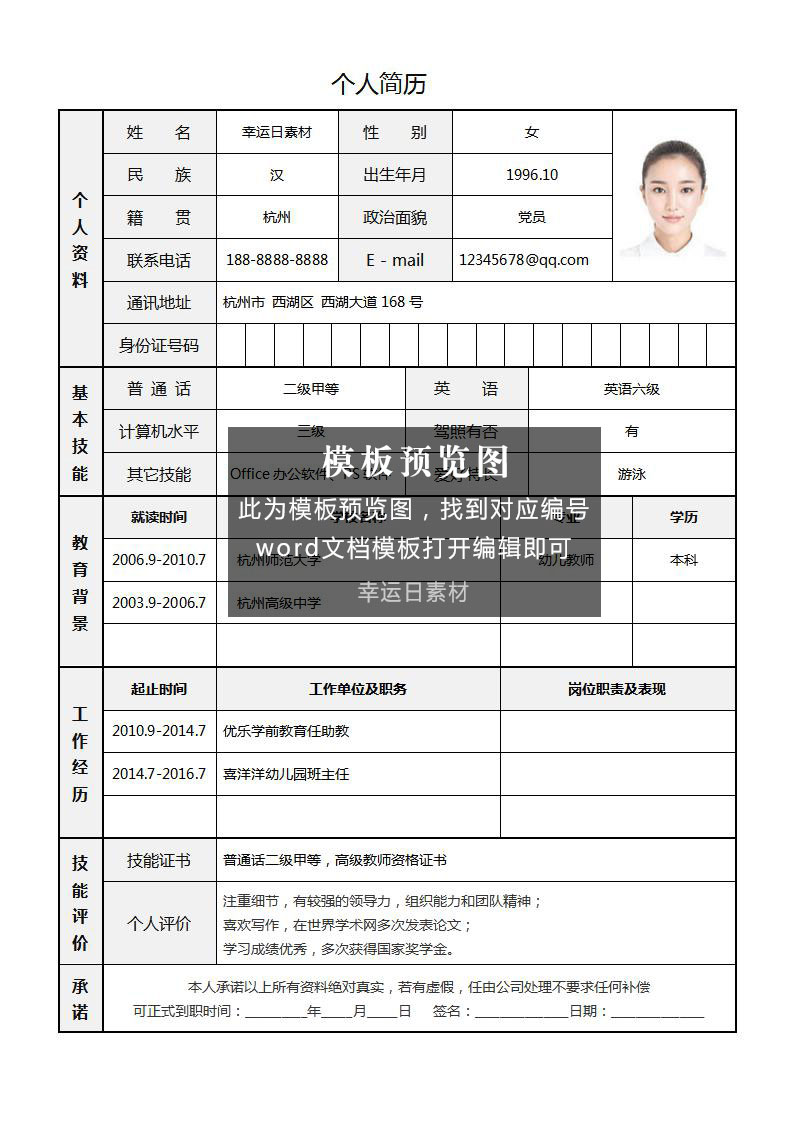 个人简历
个人资料
姓 名 幸运日素材 性 别 女
民 族 汉 出生年月 1996.10
籍 贯 杭州 政治面貌 党员
联系电话 188-8888-8888 E - mail 12345678@qq.com
通讯地址 杭州市 西湖区 西湖大道 168 号
身份证号码
基本技能
普 通 话 二级甲等 英 语 英语六级
计算机水平 三级 驾照有否 有
其它技能 Office 办公软件、PS 软件 爱好特长 游泳
模板预览图
此为模板预览图，找到对应编号
word文档模板打开编辑即可
幸运日素材
教育背景
就读时间 学校名称 专业 学历
2006.9-2010.7 杭州师范大学 幼儿教师 本科
2003.9-2006.7 杭州高级中学
工作经历
起止时间 工作单位及职务 岗位职责及表现
2010.9-2014.7 优乐学前教育任助教
2014.7-2016.7 喜洋洋幼儿园班主任
技能评价
技能证书 普通话二级甲等，高级教师资格证书
个人评价
注重细节，有较强的领导力，组织能力和团队精神；
喜欢写作，在世界学术网多次发表论文；
学习成绩优秀，多次获得国家奖学金。
承诺
本人承诺以上所有资料绝对真实，若有虚假，任由公司处理不要求任何补偿
可正式到职时间：________年____月____日 签名：____________日期：____________